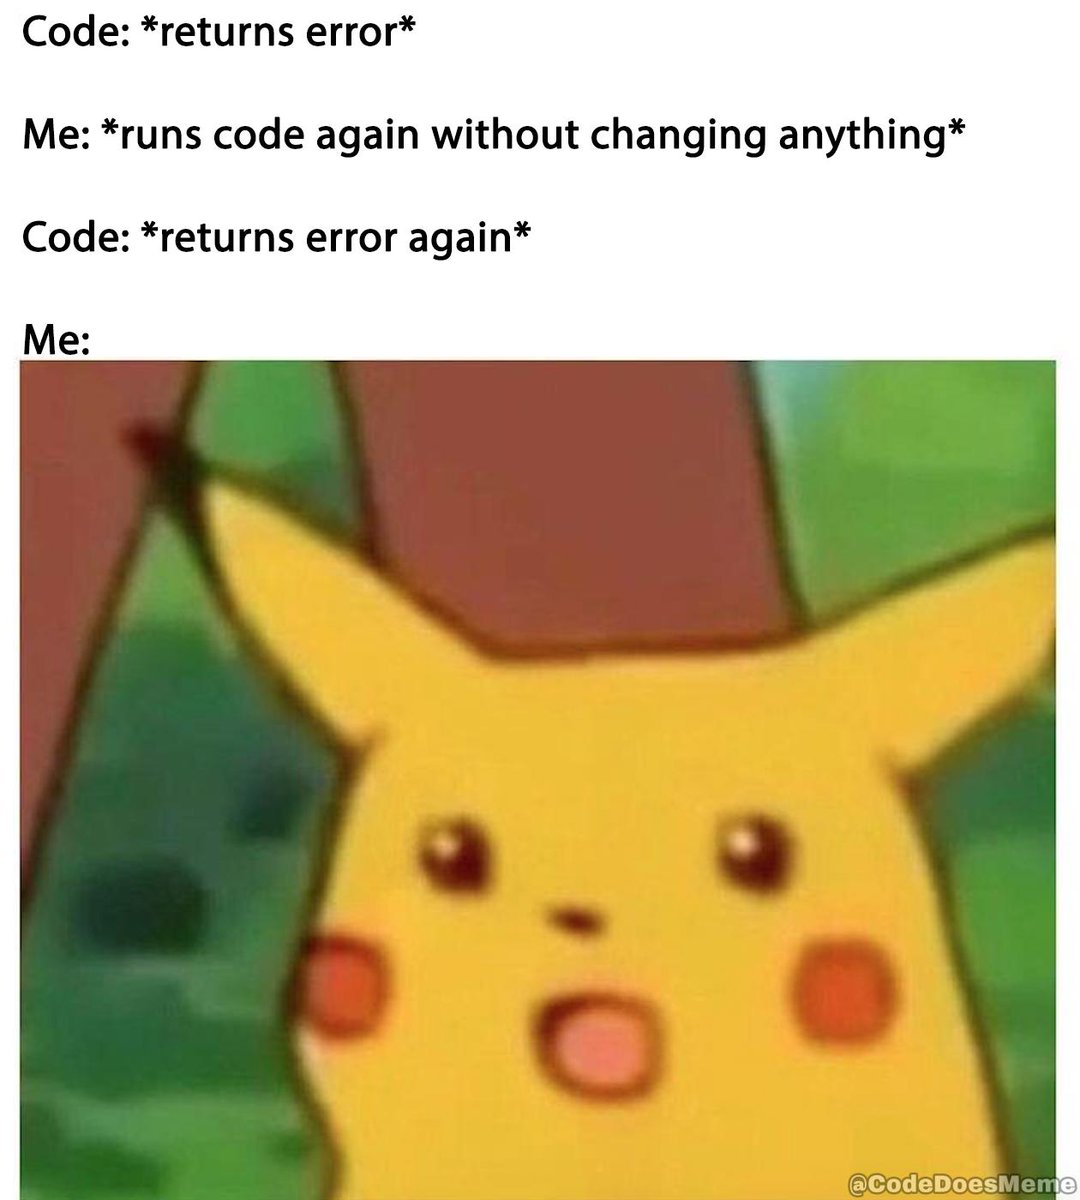 Code: *returns error*
Me: *runs code again without changing anything*
Code: *returns error again*
Me:
@CodeDoesMeme